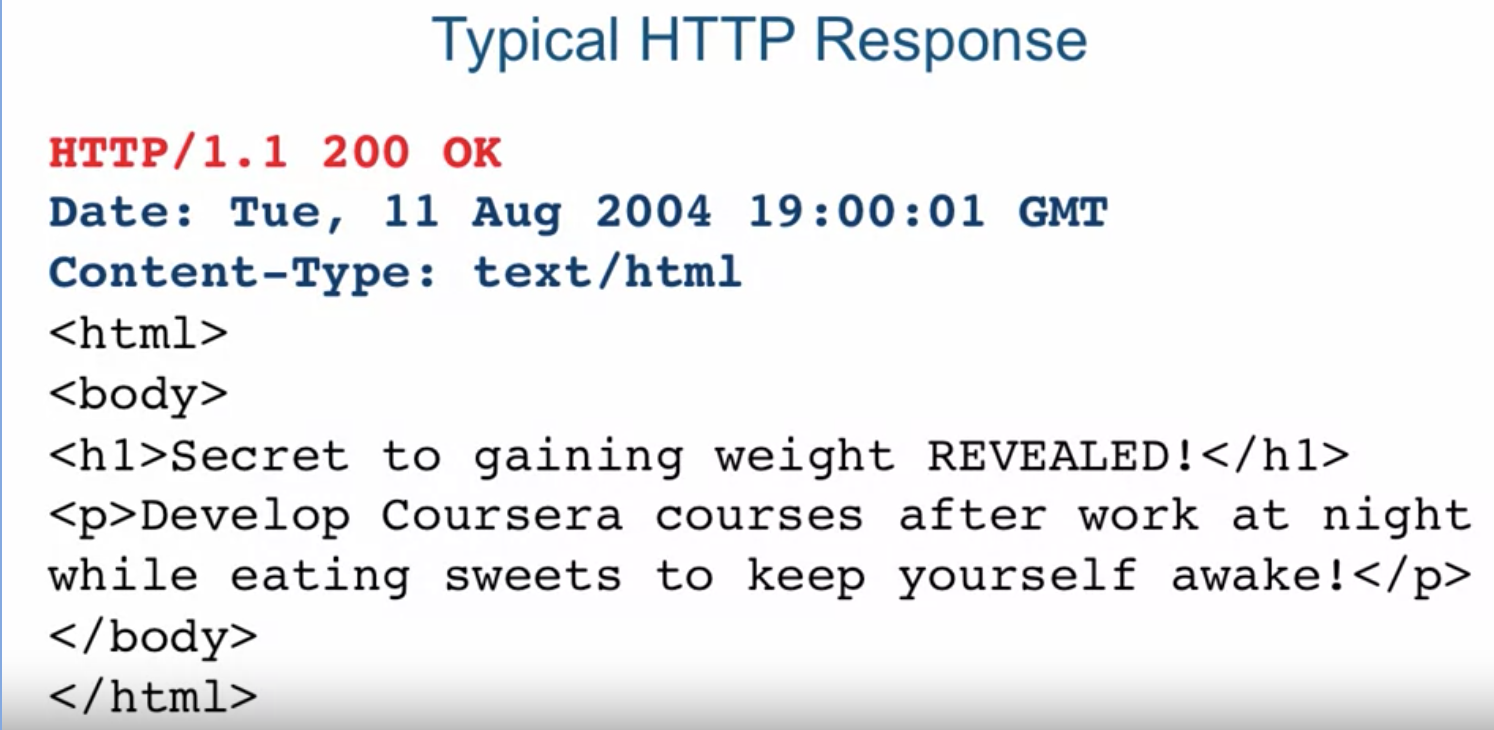 Typical HTTP Response
HTTP/1.1 200 OK
Date: Tue, 11 Aug 2004 19:00:01 GMT
Content-Type: text/html
<html>
<body>
<h1>Secret to gaining weight REVEALED!</h1>
<p>Develop Coursera courses after work at night
while eating sweets to keep yourself awake!</p>
</body>
</html>